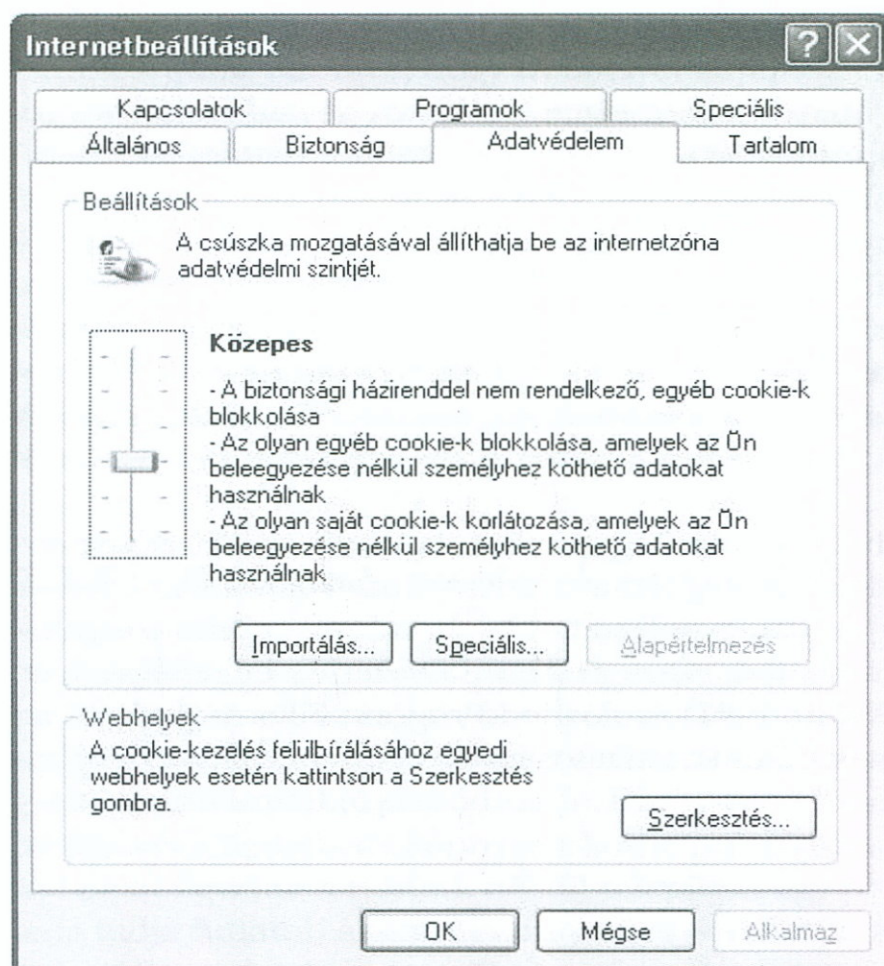 Internetbeállítások
Kapcsolatok Programok Speciális
Általános Biztonság Adatvédelem Tartalom
Beállítások
A csúszka mozgatásával állíthatja be az internetzóna
adatvédelmi szintjét.
Közepes
- A biztonsági házirenddel nem rendelkező, egyéb cookie-k
blokkolása
- Az olyan egyéb cookie-k blokkolása, amelyek az Ön
beleegyezése nélkül személyhez köthető adatokat
használnak
- Az olyan saját cookie-k korlátozása, amelyek az Ön
beleegyezése nélkül személyhez köthető adatokat
használnak
Importálás... Speciális... Alapértelmezés
Webhelyek
A cookie-kezelés felülbírálásához egyedi
webhelyek esetén kattintson a Szerkesztés
gombra.
Szerkesztés...
OK Mégse Alkalmaz